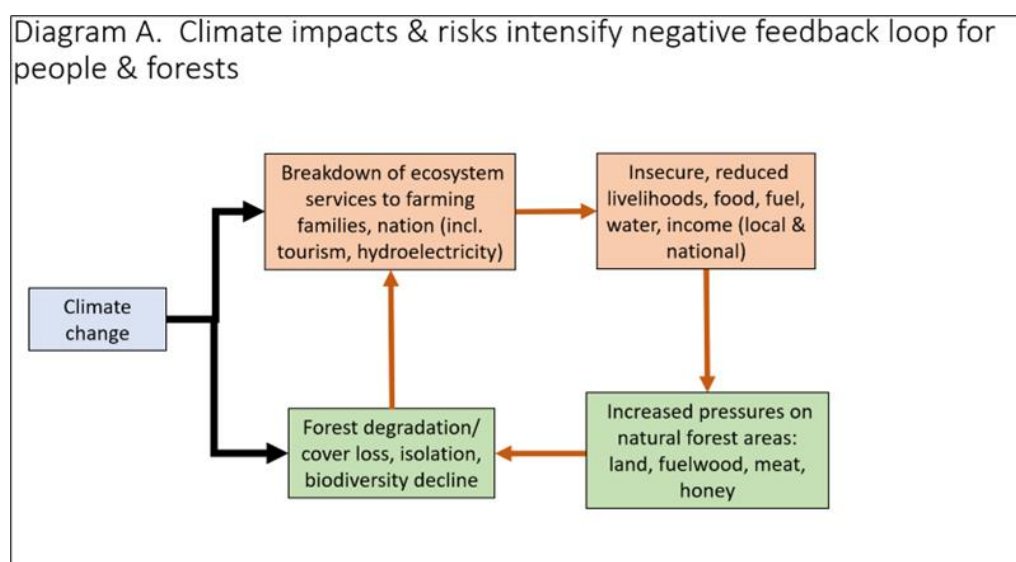 Diagram A.  Climate impacts & risks intensify negative feedback loop for
people & forests
Breakdown of ecosystem
services to farming
families, nation (incl.
tourism, hydroelectricity)
Insecure, reduced
livelihoods, food, fuel,
water, income (local &
national)
Climate
change
Forest degradation/
cover loss, isolation,
biodiversity decline
Increased pressures on
natural forest areas:
land, fuelwood, meat,
honey